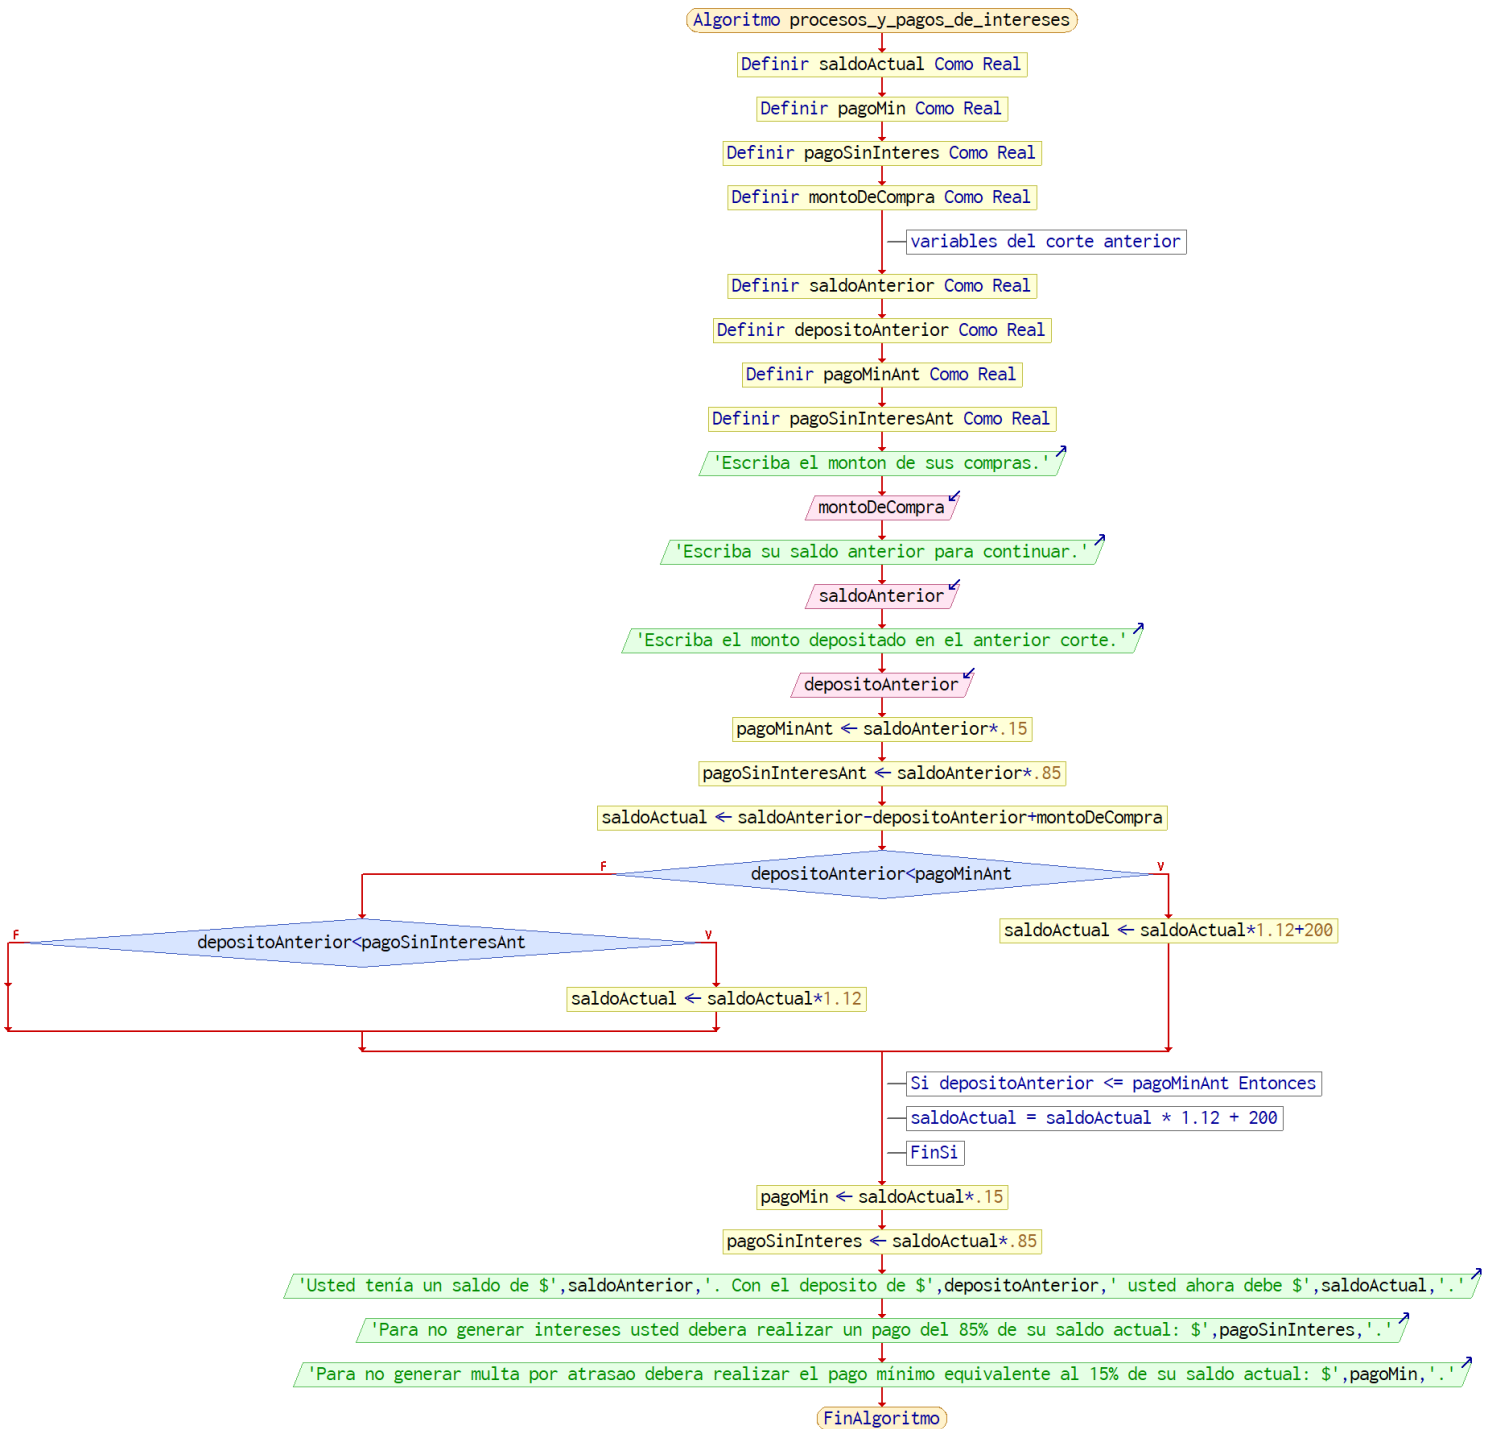 Algoritmo procesos_y_pagos_de_intereses
Definir saldoActual Como Real
Definir pagoMin Como Real
Definir pagoSinInteres Como Real
Definir montoDeCompra Como Real
variables del corte anterior
Definir saldoAnterior Como Real
Definir depositoAnterior Como Real
Definir pagoMinAnt Como Real
Definir pagoSinInteresAnt Como Real
'Escriba el monton de sus compras.'
montoDeCompra
'Escriba su saldo anterior para continuar.'
saldoAnterior
'Escriba el monto depositado en el anterior corte.'
depositoAnterior
pagoMinAnt ← saldoAnterior*.15
pagoSinInteresAnt ← saldoAnterior*.85
saldoActual ← saldoAnterior-depositoAnterior+montoDeCompra
F
V
depositoAnterior<pagoMinAnt
saldoActual ← saldoActual*1.12+200
F
V
depositoAnterior<pagoSinInteresAnt
saldoActual ← saldoActual*1.12
Si depositoAnterior <= pagoMinAnt Entonces
saldoActual = saldoActual * 1.12 + 200
FinSi
pagoMin ← saldoActual*.15
pagoSinInteres ← saldoActual*.85
'Usted tenía un saldo de $',saldoAnterior,'. Con el deposito de $',depositoAnterior,' usted ahora debe $',saldoActual,'.'
'Para no generar intereses usted debera realizar un pago del 85% de su saldo actual: $',pagoSinInteres,'.'
'Para no generar multa por atrasao debera realizar el pago mínimo equivalente al 15% de su saldo actual: $',pagoMin,'.'
FinAlgoritmo